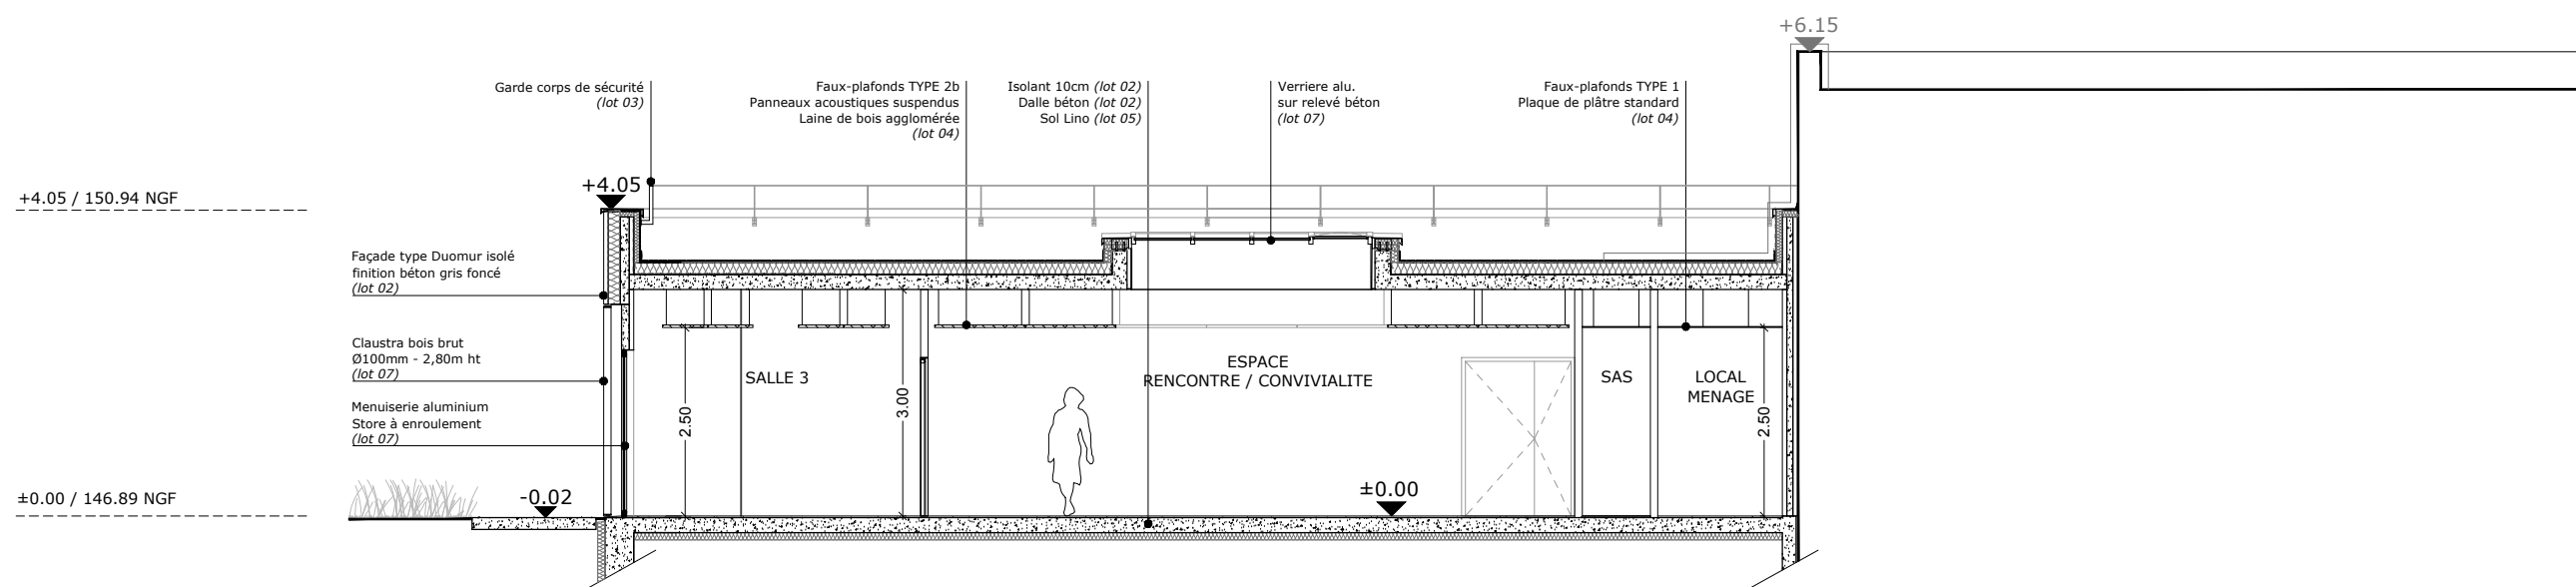 +6.15
Garde corps de sécurité
(lot 03)
Faux-plafonds TYPE 2b
Panneaux acoustiques suspendus
Laine de bois agglomérée
(lot 04)
Isolant 10cm (lot 02)
Dalle béton (lot 02)
Sol Lino (lot 05)
Verriere alu.
sur relevé béton
(lot 07)
Faux-plafonds TYPE 1
Plaque de plâtre standard
(lot 04)
+4.05 / 150.94 NGF
+4.05
Façade type Duomur isolé
finition béton gris foncé
(lot 02)
Claustra bois brut
Ø100mm - 2,80m ht
(lot 07)
Menuiserie aluminium
Store à enroulement
(lot 07)
2.50
SALLE 3
3.00
ESPACE
RENCONTRE / CONVIVIALITE
SAS
LOCAL
MENAGE
2.50
±0.00 / 146.89 NGF
-0.02
±0.00